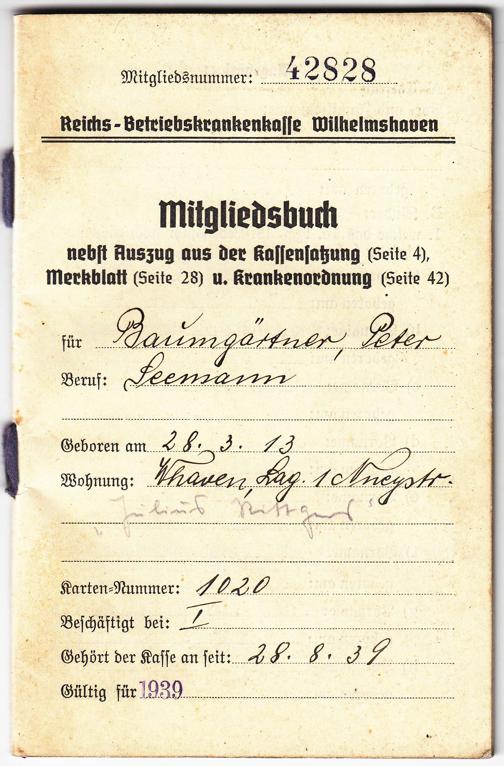 Mitgliedsnummer: 42828
Reichs-Betriebskrankenkasse Wilhelmshaven
Mitgliedsbuch
nebst Auszug aus der Kassensatzung (Seite 4),
Merkblatt (Seite 28) u. Krankenordnung (Seite 42)
für Baumgärtner, Peter
Beruf: Seemann
Geboren am 28. 3. 13
Wohnung: Whaven, Lag. 1
„Julius
Karten-Nummer: 1020
Beschäftigt bei: I
Gehört der Kasse an seit: 28. 8. 39
Gültig für 1939